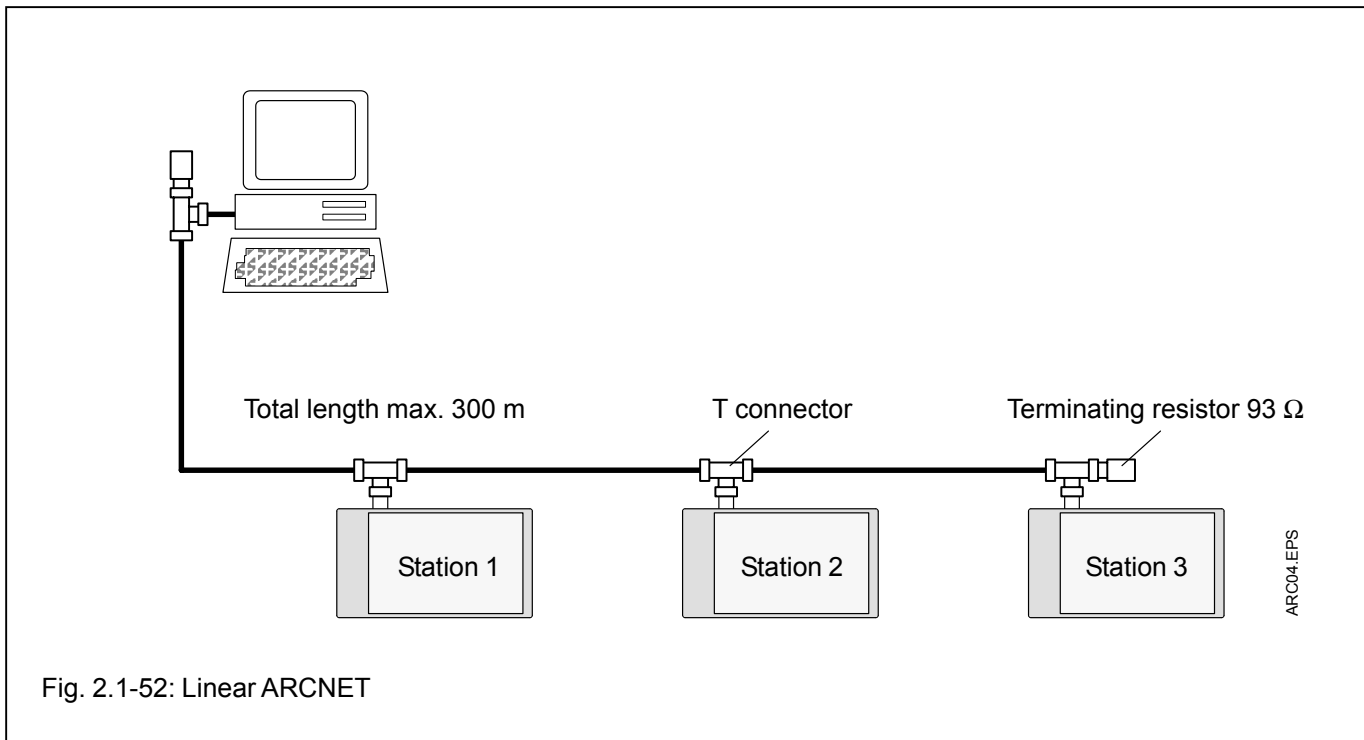 Total length max. 300 m
T connector
Terminating resistor 93 Ω
Station 1
Station 2
Station 3
ARC04.EPS
Fig. 2.1-52: Linear ARCNET